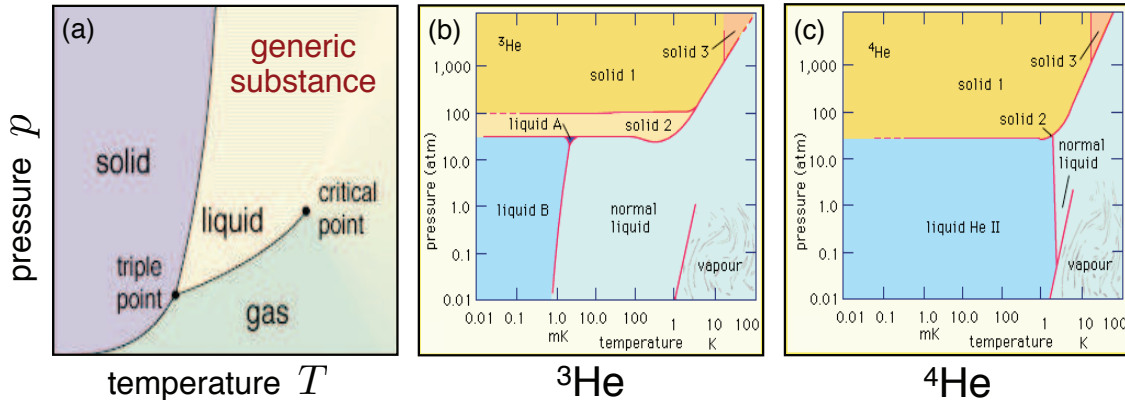 (a)
generic
substance
solid
liquid
critical
point
triple
point
gas
pressure p
temperature T
(b)
³He
solid 1
solid 3
liquid A
solid 2
liquid B
normal
liquid
vapour
pressure (atm)
1,000
100
10.0
1.0
0.1
0.01
0.01 0.1 1.0 10.0 100 1 10 100
mK temperature K
³He
(c)
⁴He
solid 1
solid 3
solid 2
normal
liquid
liquid He II
vapour
pressure (atm)
1,000
100
10.0
1.0
0.1
0.01
0.01 0.1 1.0 10.0 100 1 10 100
mK temperature K
⁴He